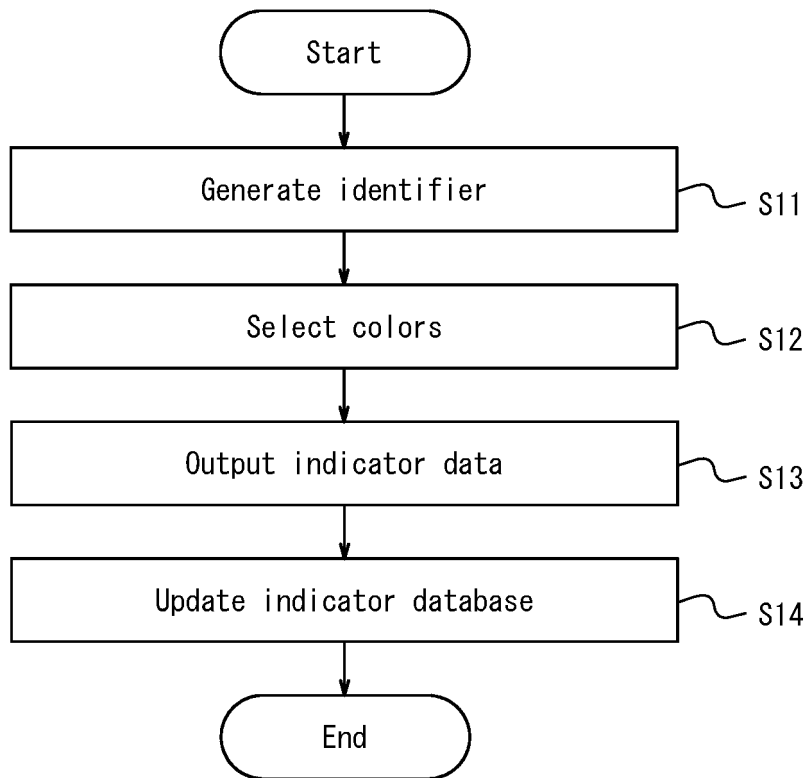 Start
Generate identifier
S11
Select colors
S12
Output indicator data
S13
Update indicator database
S14
End